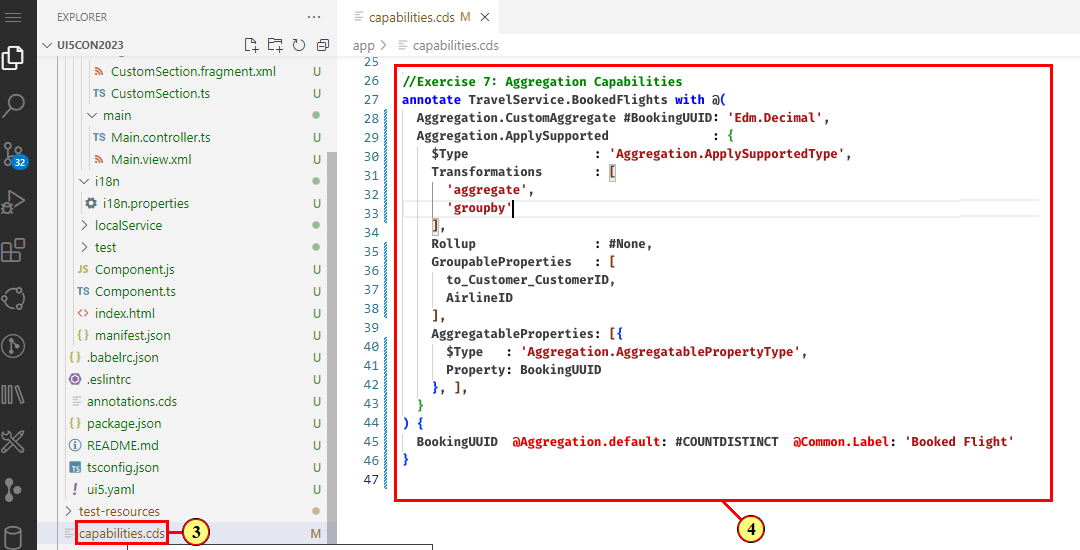 EXPLORER
UI5CON2023
CustomSection.fragment.xml U
TS CustomSection.ts U
main
TS Main.controller.ts U
Main.view.xml U
i18n
i18n.properties U
localService
test
JS Component.js U
TS Component.ts U
<> index.html U
{} manifest.json U
{} .babelrc.json U
.eslintrc U
annotations.cds U
{} package.json U
README.md U
TS tsconfig.json U
! ui5.yaml U
test-resources
capabilities.cds M
32
3
capabilities.cds M
app > capabilities.cds
25
26 //Exercise 7: Aggregation Capabilities
27 annotate TravelService.BookedFlights with @(
28 Aggregation.CustomAggregate #BookingUUID: 'Edm.Decimal',
29 Aggregation.ApplySupported : {
30 $Type : 'Aggregation.ApplySupportedType',
31 Transformations : [
32 'aggregate',
33 'groupby'
34 ],
35 Rollup : #None,
36 GroupableProperties : [
37 to_Customer_CustomerID,
38 AirlineID
39 ],
40 AggregatableProperties: [{
41 $Type : 'Aggregation.AggregatablePropertyType',
42 Property: BookingUUID
42 }, ],
43 }
44 ) {
45 BookingUUID @Aggregation.default: #COUNTDISTINCT @Common.Label: 'Booked Flight'
46 }
47
4